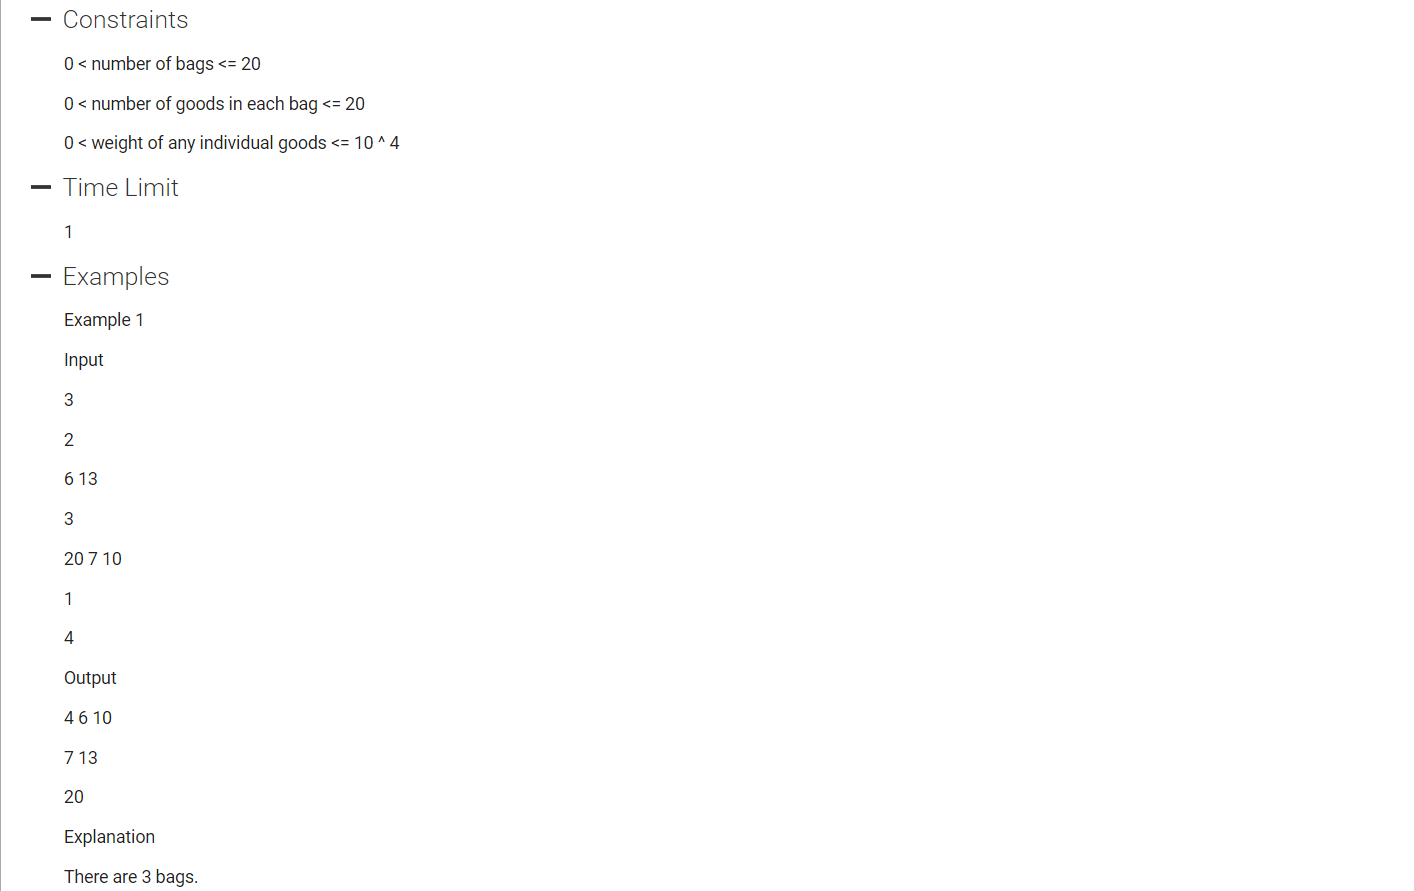 Constraints
0 < number of bags <= 20
0 < number of goods in each bag <= 20
0 < weight of any individual goods <= 10 ^ 4
Time Limit
1
Examples
Example 1
Input
3
2
6 13
3
20 7 10
1
4
Output
4 6 10
7 13
20
Explanation
There are 3 bags.